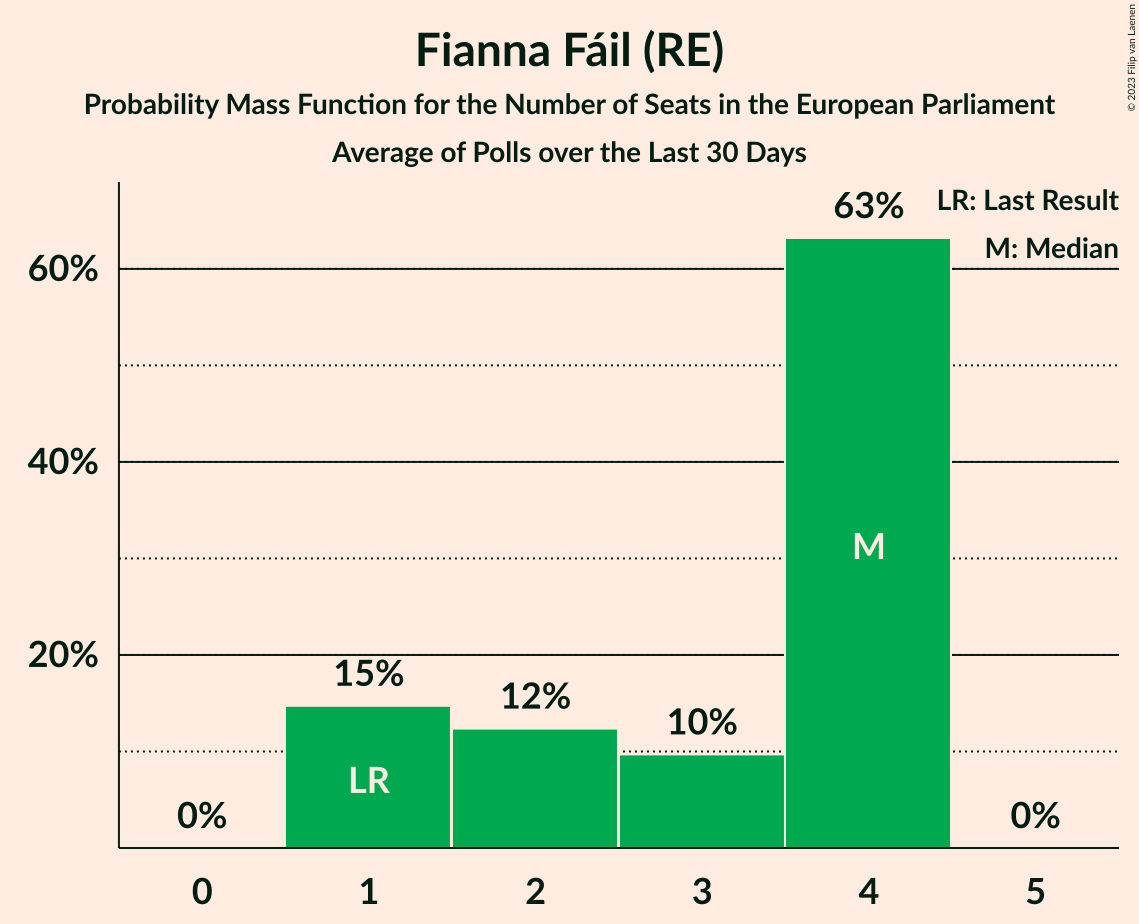 Fianna Fáil (RE)
Probability Mass Function for the Number of Seats in the European Parliament
Average of Polls over the Last 30 Days
© 2023 Filip van Laenen
LR: Last Result
M: Median
60%
40%
20%
0%
15%
12%
10%
63%
0%
LR
M
0 1 2 3 4 5